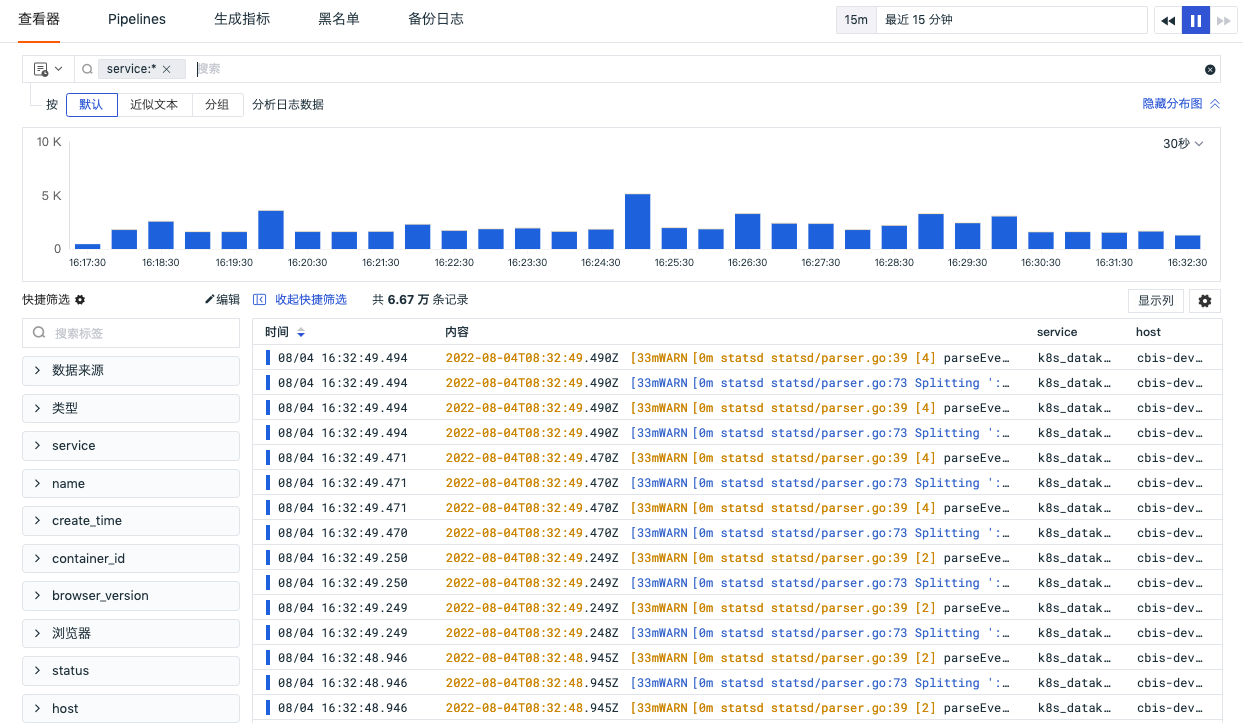 查看器 Pipelines 生成指标 黑名单 备份日志 15m 最近 15 分钟
service:* 搜索
按 默认 近似文本 分组 分析日志数据 隐藏分布图
30秒
10 K
5 K
0
16:17:30 16:18:30 16:19:30 16:20:30 16:21:30 16:22:30 16:23:30 16:24:30 16:25:30 16:26:30 16:27:30 16:28:30 16:29:30 16:30:30 16:31:30 16:32:30
快捷筛选 编辑 收起快捷筛选 共 6.67 万 条记录 显示列
搜索标签
数据来源
类型
service
name
create_time
container_id
browser_version
浏览器
status
host
时间 内容 service host
08/04 16:32:49.494 2022-08-04T08:32:49.490Z [33mWARN[0m statsd statsd/parser.go:39 [4] parseEve… k8s_datak… cbis-dev…
08/04 16:32:49.494 2022-08-04T08:32:49.490Z [33mWARN[0m statsd statsd/parser.go:73 Splitting ':… k8s_datak… cbis-dev…
08/04 16:32:49.494 2022-08-04T08:32:49.490Z [33mWARN[0m statsd statsd/parser.go:39 [4] parseEve… k8s_datak… cbis-dev…
08/04 16:32:49.494 2022-08-04T08:32:49.490Z [33mWARN[0m statsd statsd/parser.go:73 Splitting ':… k8s_datak… cbis-dev…
08/04 16:32:49.471 2022-08-04T08:32:49.470Z [33mWARN[0m statsd statsd/parser.go:39 [4] parseEve… k8s_datak… cbis-dev…
08/04 16:32:49.471 2022-08-04T08:32:49.470Z [33mWARN[0m statsd statsd/parser.go:73 Splitting ':… k8s_datak… cbis-dev…
08/04 16:32:49.471 2022-08-04T08:32:49.470Z [33mWARN[0m statsd statsd/parser.go:39 [4] parseEve… k8s_datak… cbis-dev…
08/04 16:32:49.470 2022-08-04T08:32:49.470Z [33mWARN[0m statsd statsd/parser.go:73 Splitting ':… k8s_datak… cbis-dev…
08/04 16:32:49.250 2022-08-04T08:32:49.249Z [33mWARN[0m statsd statsd/parser.go:39 [2] parseEve… k8s_datak… cbis-dev…
08/04 16:32:49.250 2022-08-04T08:32:49.249Z [33mWARN[0m statsd statsd/parser.go:73 Splitting ':… k8s_datak… cbis-dev…
08/04 16:32:49.249 2022-08-04T08:32:49.249Z [33mWARN[0m statsd statsd/parser.go:39 [2] parseEve… k8s_datak… cbis-dev…
08/04 16:32:49.249 2022-08-04T08:32:49.248Z [33mWARN[0m statsd statsd/parser.go:73 Splitting ':… k8s_datak… cbis-dev…
08/04 16:32:48.946 2022-08-04T08:32:48.945Z [33mWARN[0m statsd statsd/parser.go:39 [2] parseEve… k8s_datak… cbis-dev…
08/04 16:32:48.946 2022-08-04T08:32:48.945Z [33mWARN[0m statsd statsd/parser.go:73 Splitting ':… k8s_datak… cbis-dev…
08/04 16:32:48.946 2022-08-04T08:32:48.945Z [33mWARN[0m statsd statsd/parser.go:39 [2] parseEve… k8s_datak… cbis-dev…